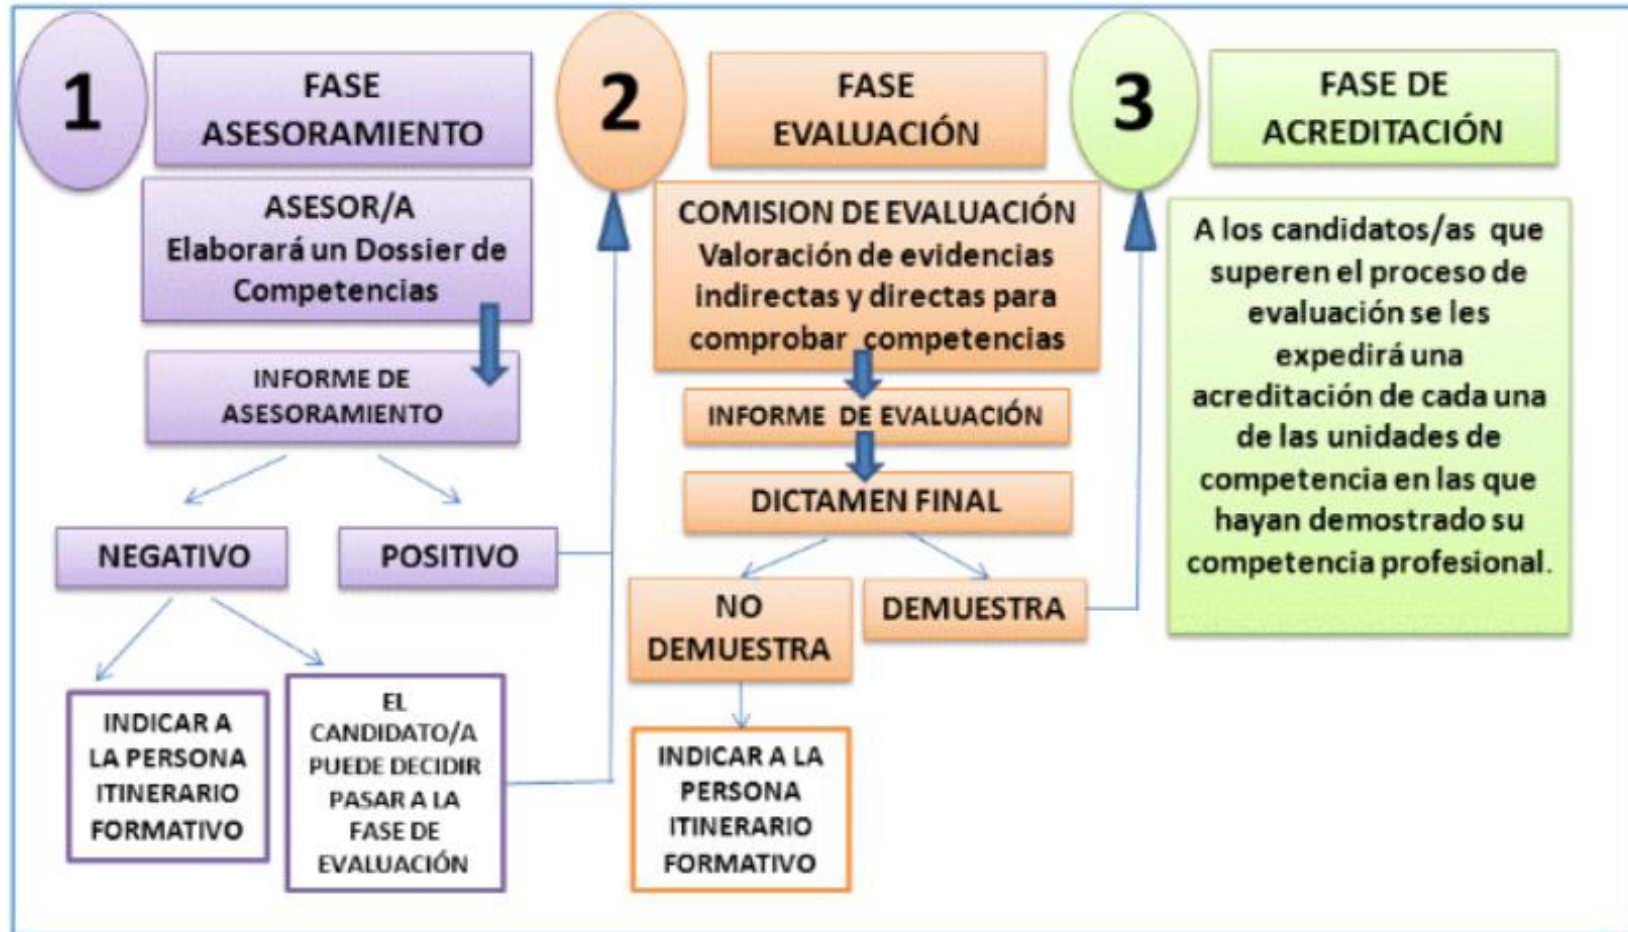 1
FASE
ASESORAMIENTO
ASESOR/A
Elaborará un Dossier de
Competencias
INFORME DE
ASESORAMIENTO
NEGATIVO
POSITIVO
INDICAR A
LA PERSONA
ITINERARIO
FORMATIVO
EL
CANDIDATO/A
PUEDE DECIDIR
PASAR A LA
FASE DE
EVALUACIÓN
2
FASE
EVALUACIÓN
COMISION DE EVALUACIÓN
Valoración de evidencias
indirectas y directas para
comprobar competencias
INFORME DE EVALUACIÓN
DICTAMEN FINAL
NO
DEMUESTRA
DEMUESTRA
INDICAR A LA
PERSONA
ITINERARIO
FORMATIVO
3
FASE DE
ACREDITACIÓN
A los candidatos/as que
superen el proceso de
evaluación se les
expedirá una
acreditación de cada una
de las unidades de
competencia en las que
hayan demostrado su
competencia profesional.